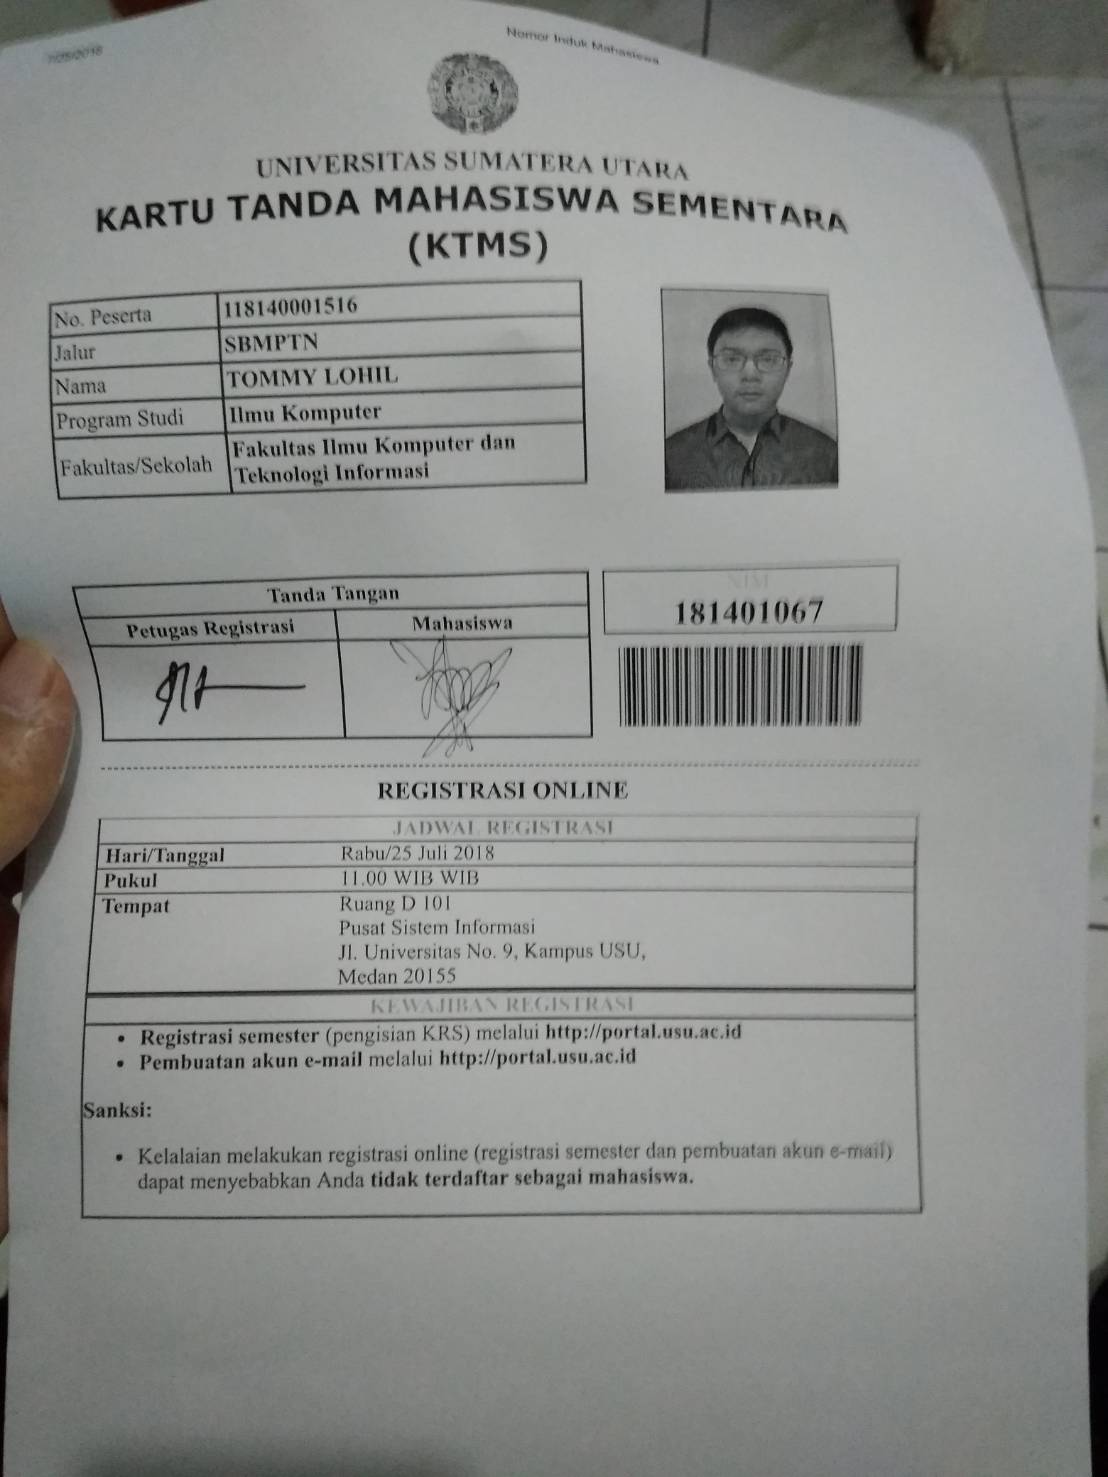 7/25/2018
Nomor Induk Mahasiswa
UNIVERSITAS SUMATERA UTARA
KARTU TANDA MAHASISWA SEMENTARA
(KTMS)
No. Peserta 118140001516
Jalur SBMPTN
Nama TOMMY LOHIL
Program Studi Ilmu Komputer
Fakultas/Sekolah Fakultas Ilmu Komputer dan
Teknologi Informasi
Tanda Tangan
Petugas Registrasi Mahasiswa
NIM
181401067
REGISTRASI ONLINE
JADWAL REGISTRASI
Hari/Tanggal Rabu/25 Juli 2018
Pukul 11.00 WIB WIB
Tempat Ruang D 101
Pusat Sistem Informasi
Jl. Universitas No. 9, Kampus USU,
Medan 20155
KEWAJIBAN REGISTRASI
• Registrasi semester (pengisian KRS) melalui http://portal.usu.ac.id
• Pembuatan akun e-mail melalui http://portal.usu.ac.id
Sanksi:
• Kelalaian melakukan registrasi online (registrasi semester dan pembuatan akun e-mail)
dapat menyebabkan Anda tidak terdaftar sebagai mahasiswa.